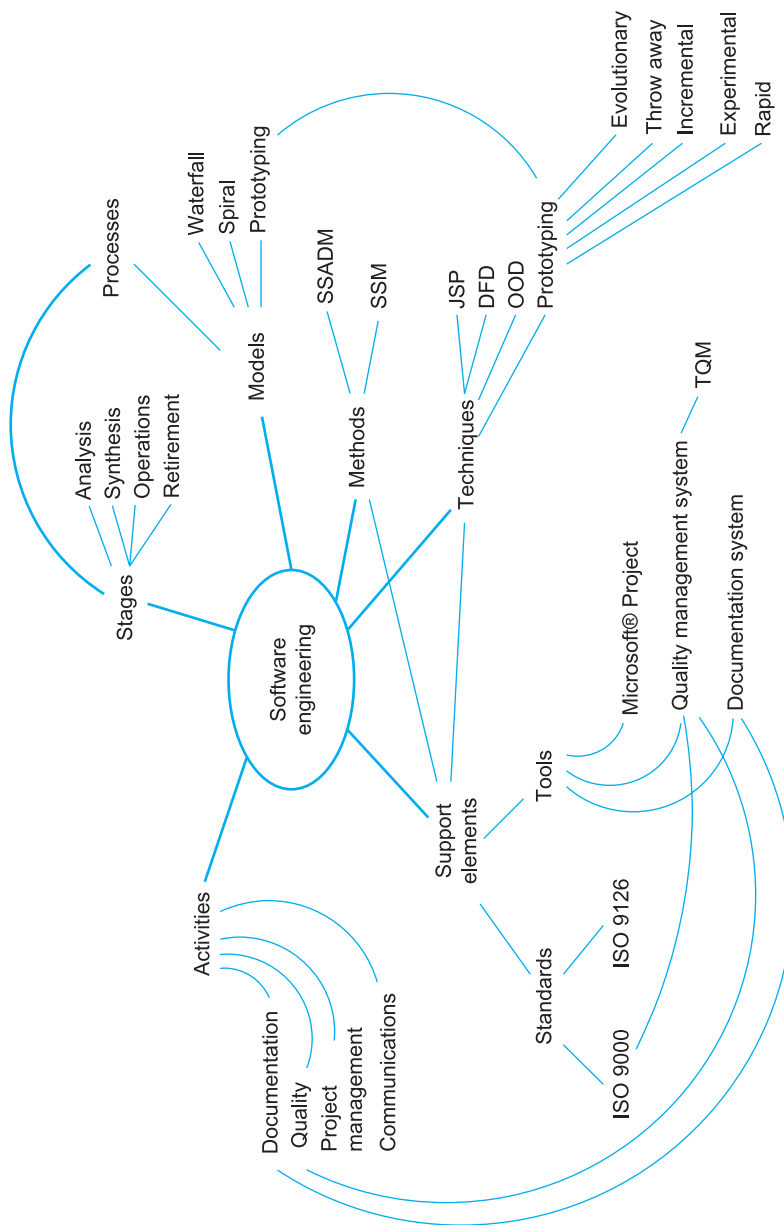 Software
engineering
Activities
Documentation
Quality
Project
management
Communications
Stages
Analysis
Synthesis
Operations
Retirement
Processes
Models
Waterfall
Spiral
Prototyping
Methods
SSADM
SSM
Techniques
JSP
DFD
OOD
Prototyping
Evolutionary
Throw away
Incremental
Experimental
Rapid
Support
elements
Tools
Microsoft® Project
Quality management system
TQM
Documentation system
Standards
ISO 9000
ISO 9126